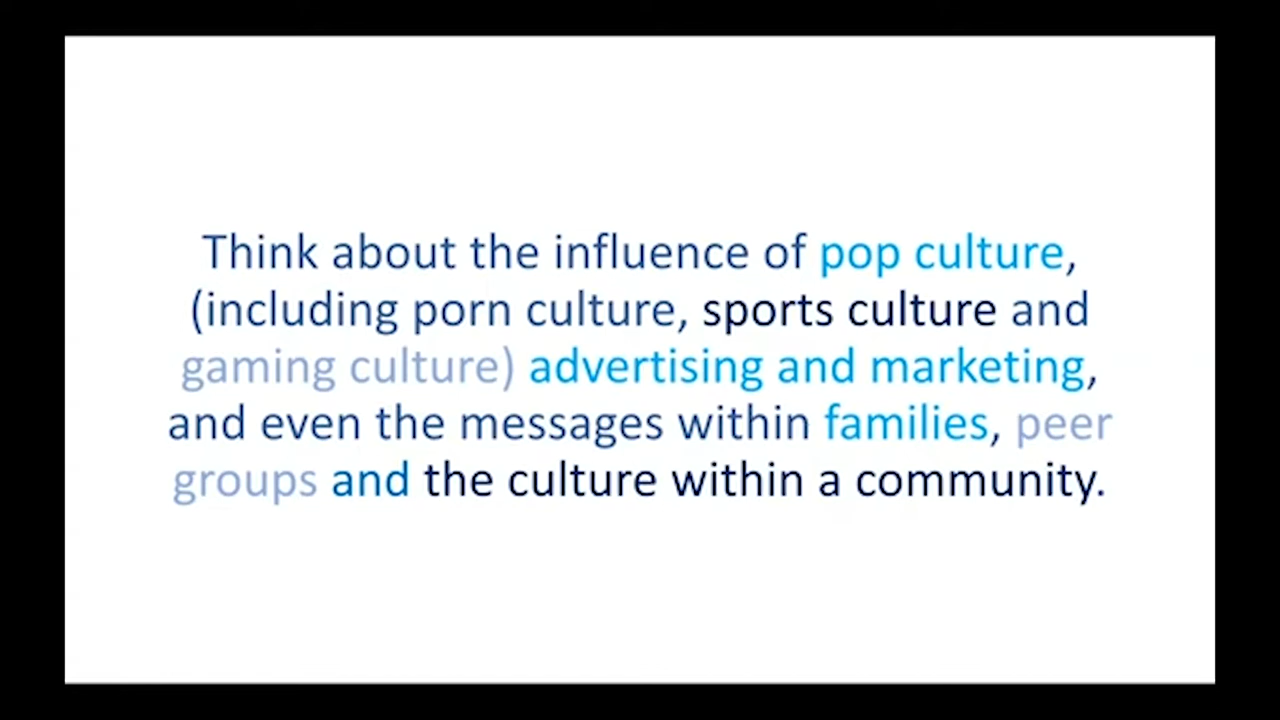 Think about the influence of pop culture,
(including porn culture, sports culture and
gaming culture) advertising and marketing,
and even the messages within families, peer
groups and the culture within a community.